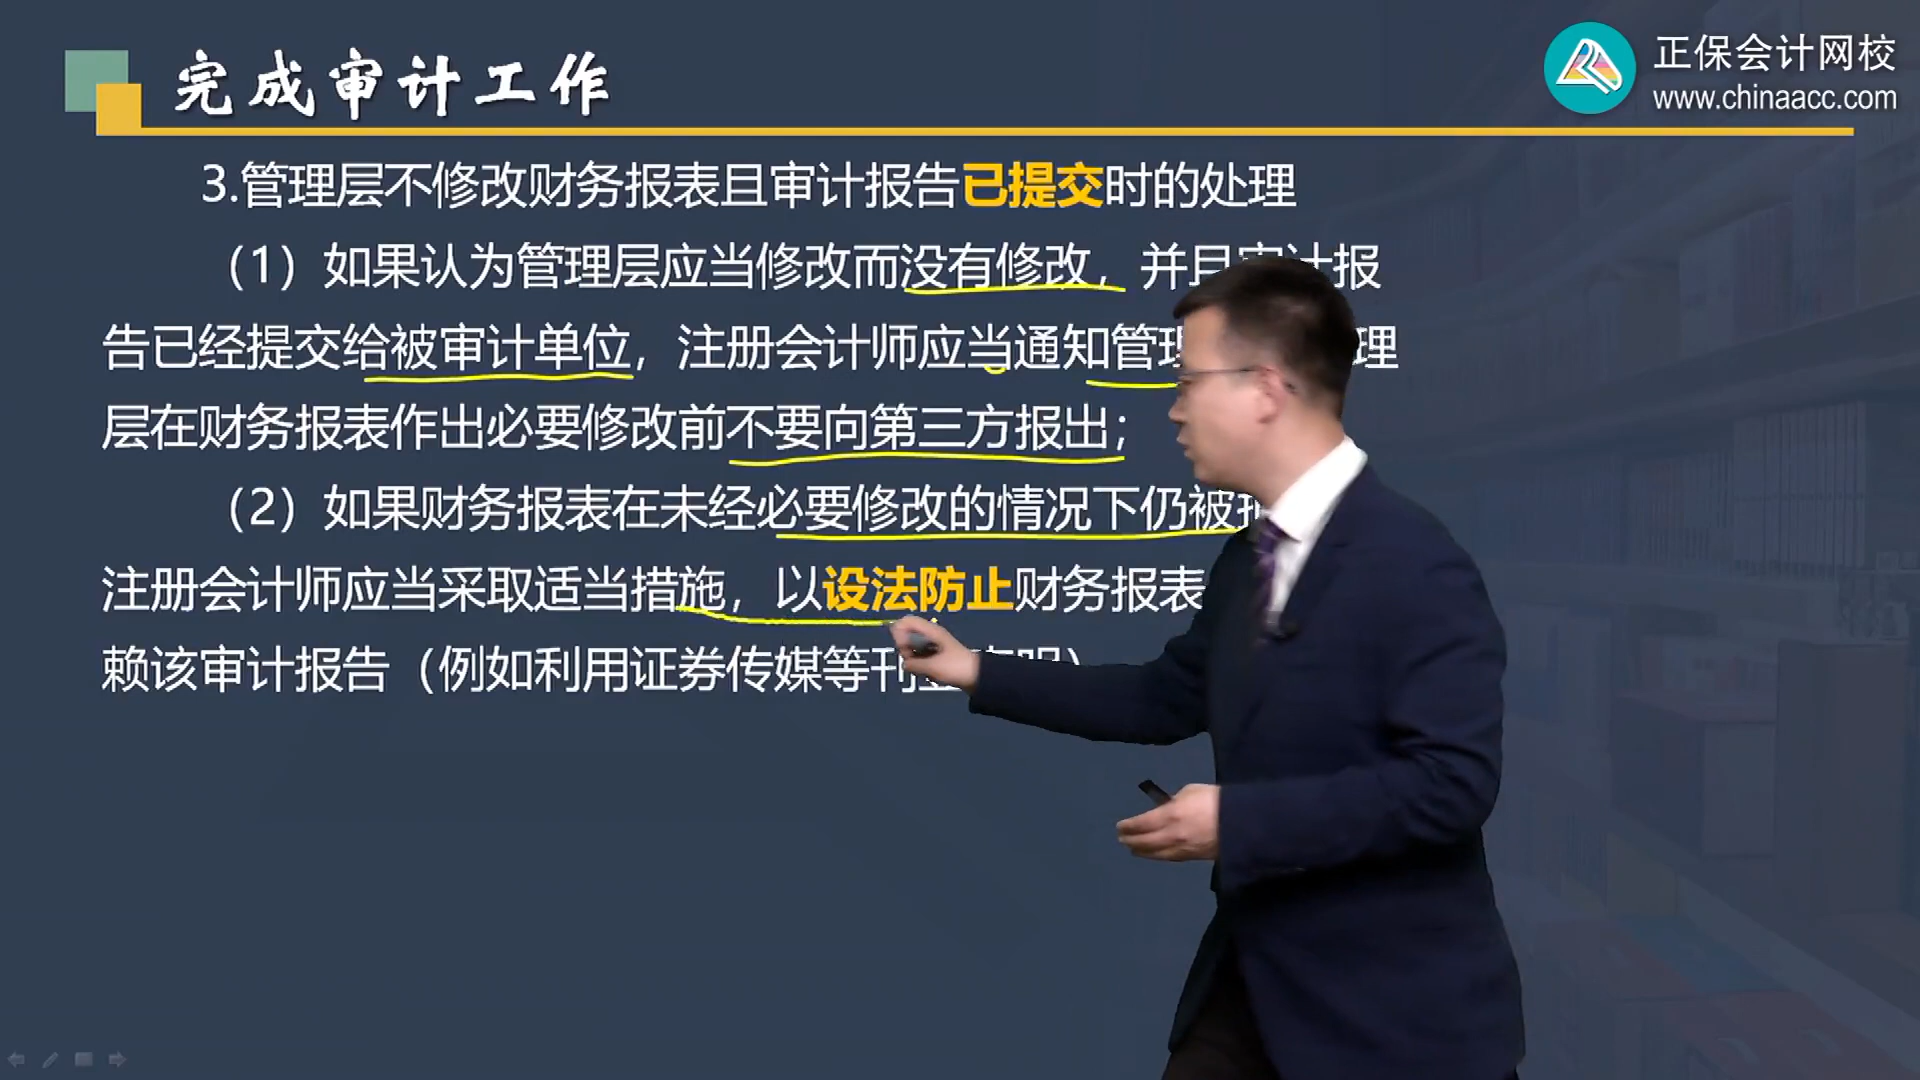 完成审计工作
正保会计网校
www.chinaacc.com
3.管理层不修改财务报表且审计报告已提交时的处理
（1）如果认为管理层应当修改而没有修改，并且审计报
告已经提交给被审计单位，注册会计师应当通知管理 理
层在财务报表作出必要修改前不要向第三方报出；
（2）如果财务报表在未经必要修改的情况下仍被
注册会计师应当采取适当措施，以设法防止财务报表
赖该审计报告（例如利用证券传媒等刊登